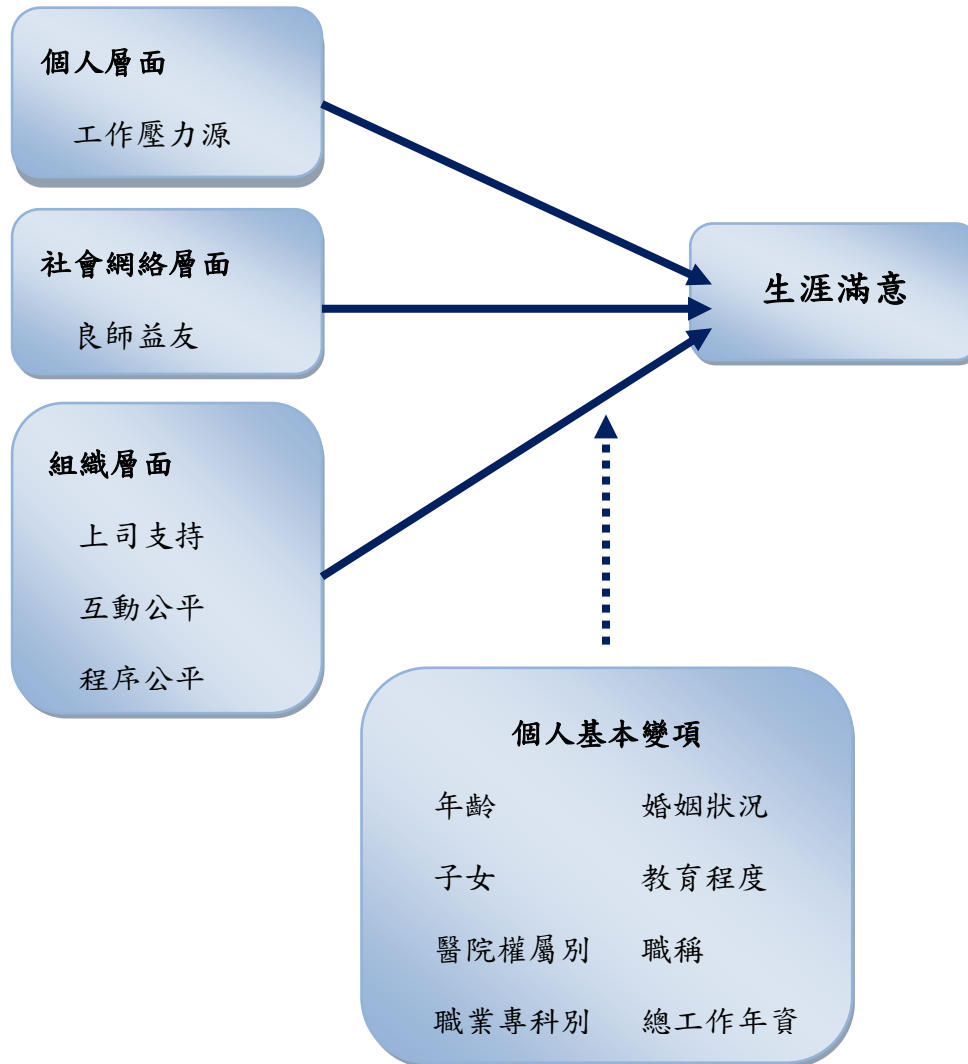 個人層面
工作壓力源
社會網絡層面
良師益友
組織層面
上司支持
互動公平
程序公平
生涯滿意
個人基本變項
年齡 婚姻狀況
子女 教育程度
醫院權屬別 職稱
職業專科別 總工作年資